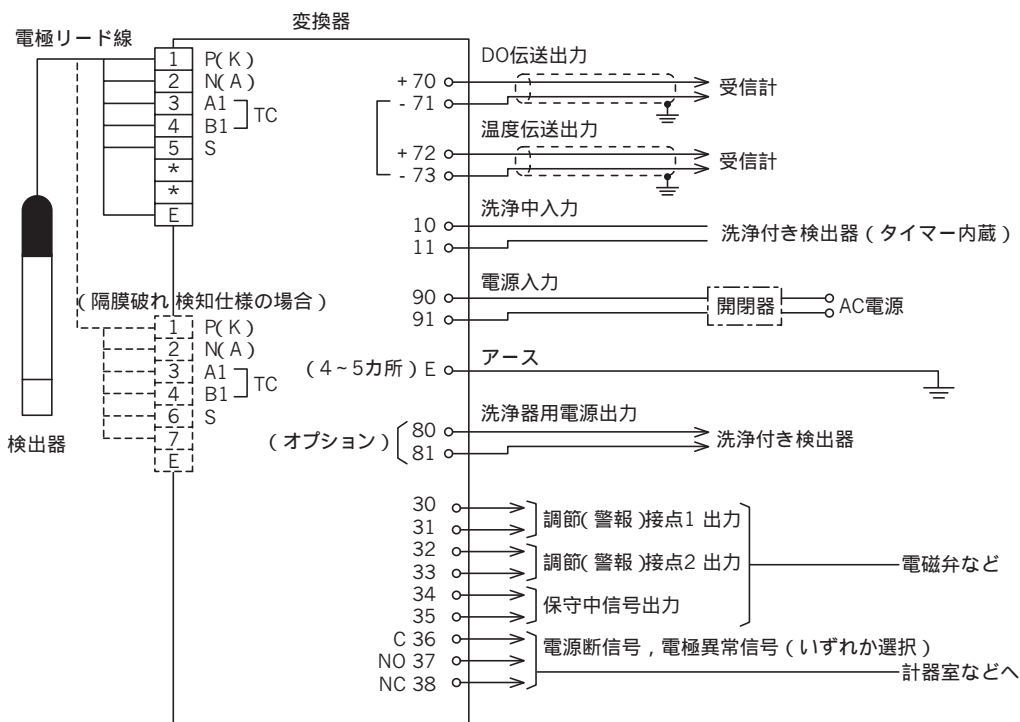 変換器
電極リード線
1 P(K)
2 N(A)
3 A1
4 B1
TC
5 S
*
*
E
(隔膜破れ 検知仕様の場合)
1 P(K)
2 N(A)
3 A1
4 B1
TC
6 S
7
E
検出器
DO伝送出力
+70
-71
受信計
温度伝送出力
+72
-73
受信計
洗浄中入力
10
11
洗浄付き検出器(タイマー内蔵)
電源入力
90
91
開閉器
AC電源
アース
(4~5カ所)E
洗浄器用電源出力
(オプション)
80
81
洗浄付き検出器
30
31
調節(警報)接点1 出力
32
33
調節(警報)接点2 出力
34
35
保守中信号出力
電磁弁など
C 36
NO 37
NC 38
電源断信号,電極異常信号(いずれか選択)
計器室などへ